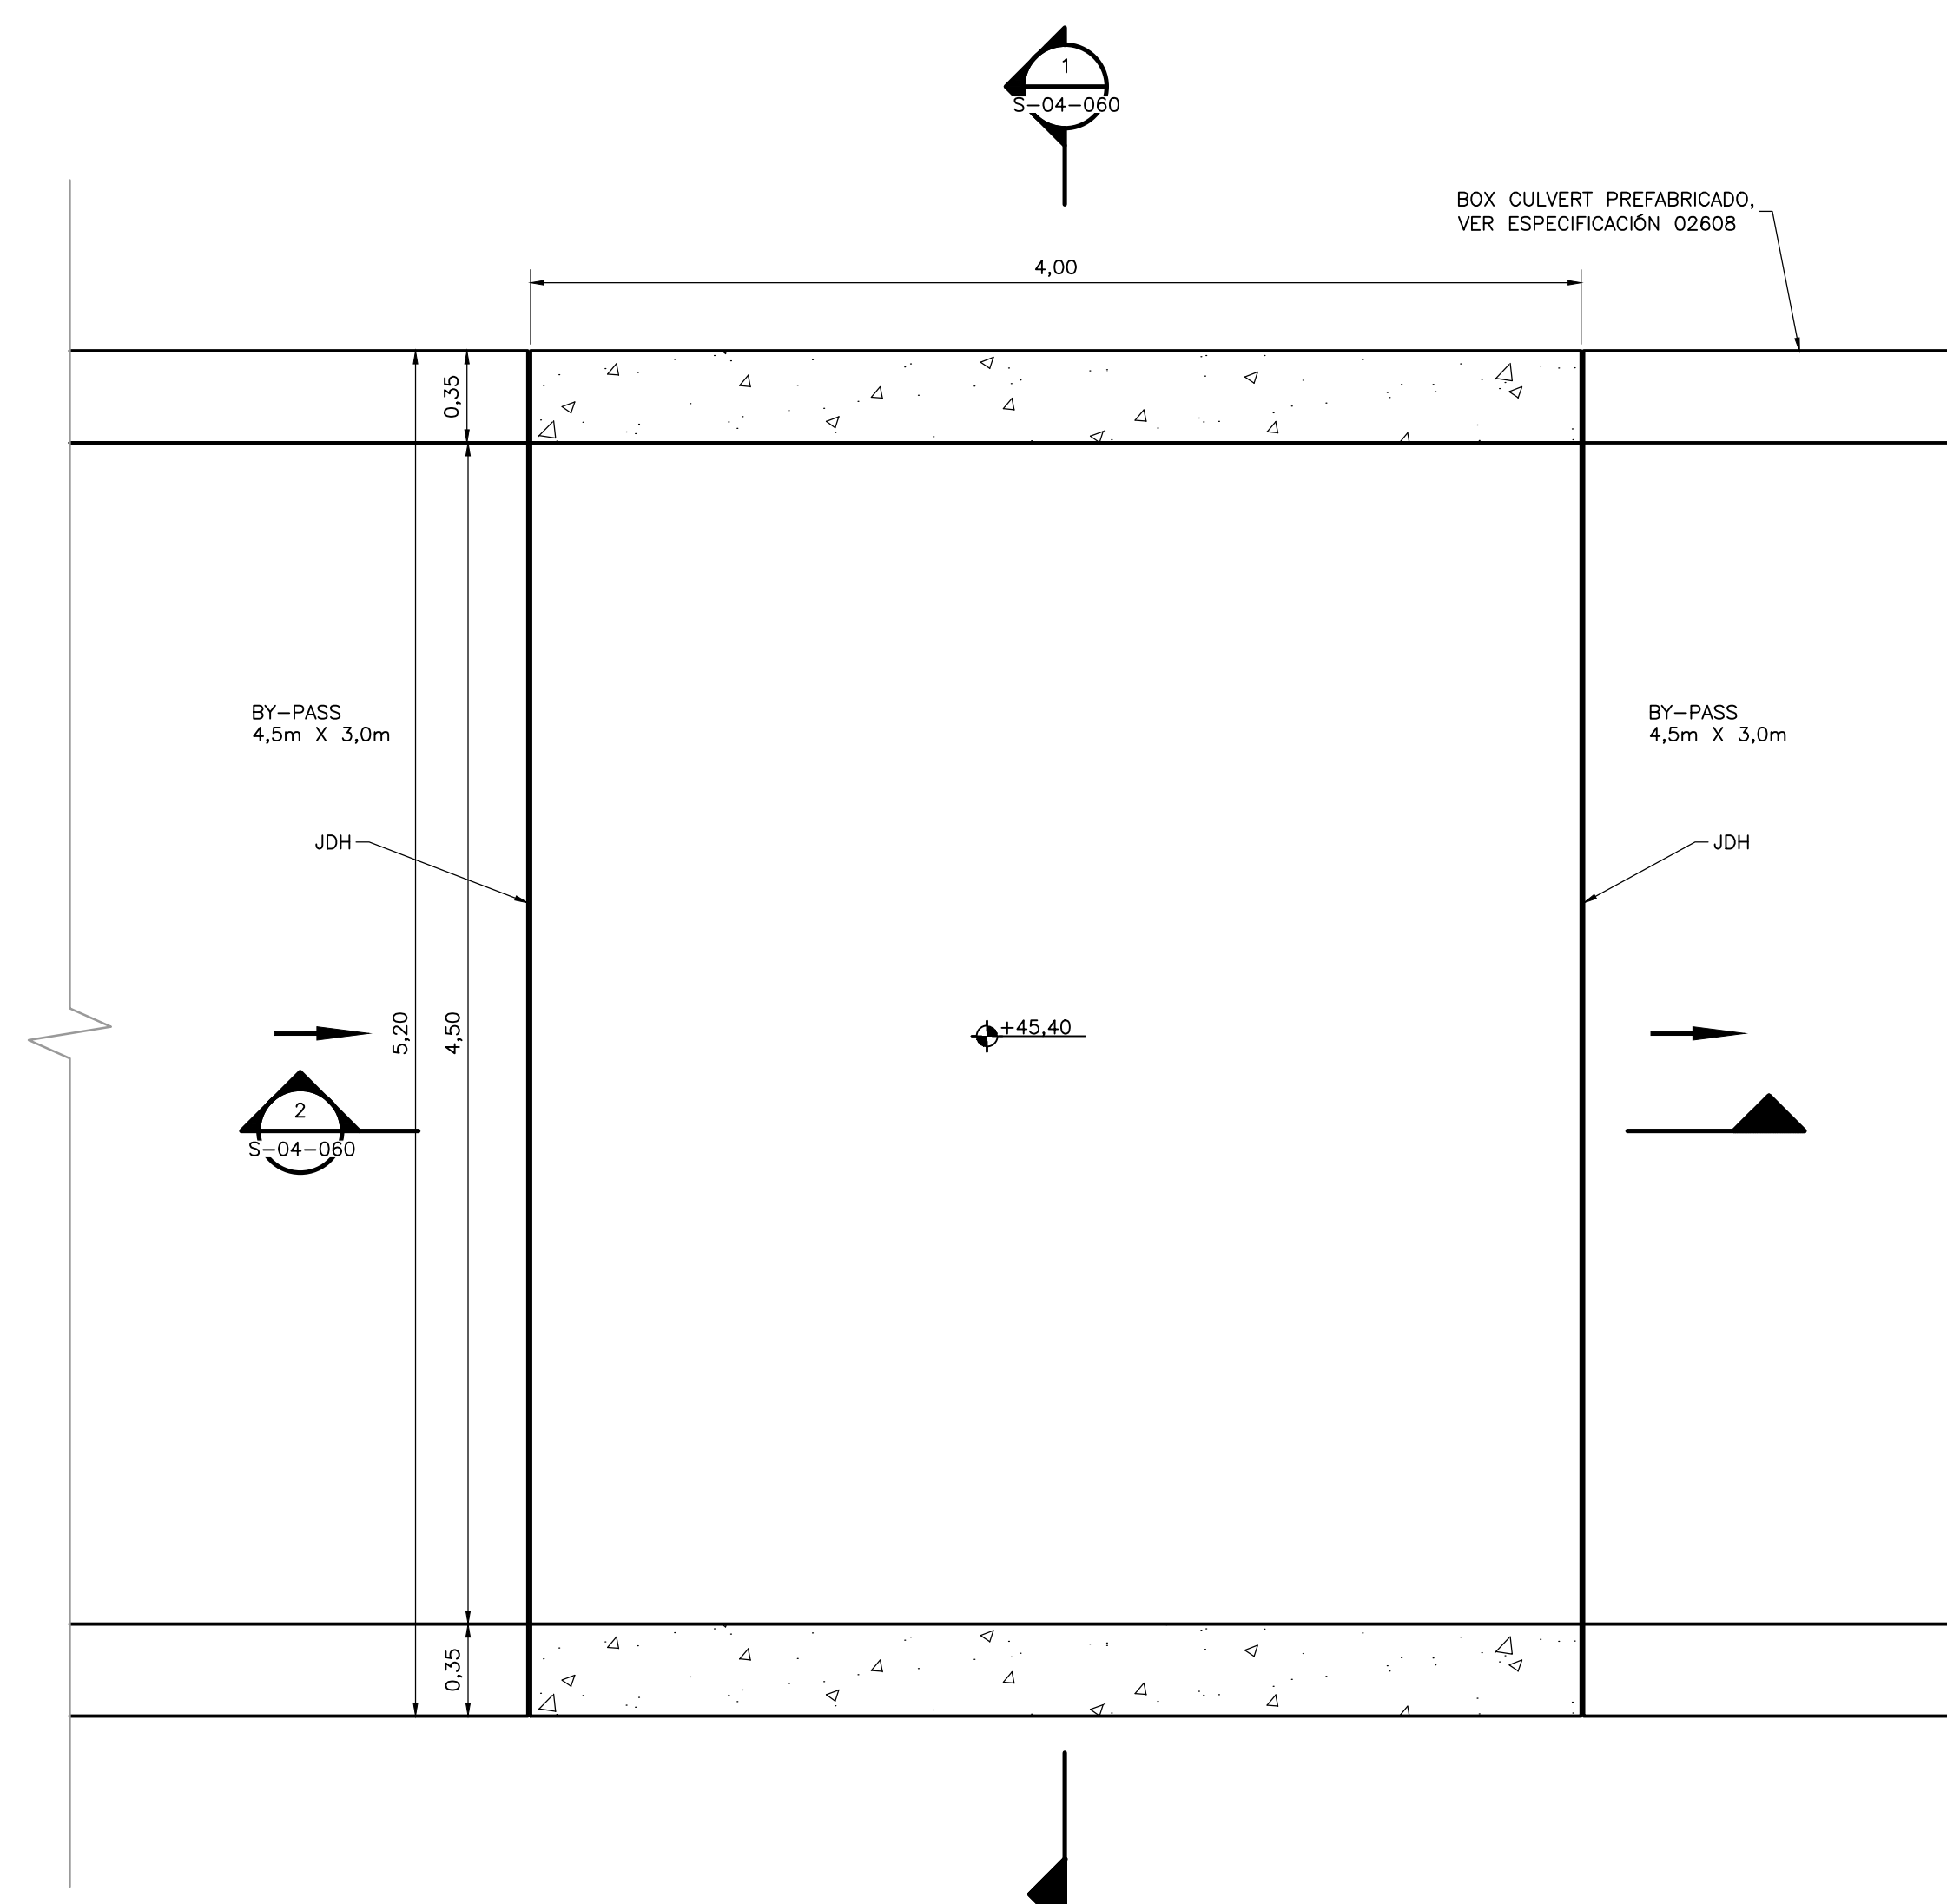 1
S-04-060
BOX CULVERT PREFABRICADO,
VER ESPECIFICACIÓN 02608
4,00
0,35
BY-PASS
4,5m X 3,0m
BY-PASS
4,5m X 3,0m
JDH
JDH
5,20
4,50
+45,40
2
S-04-060
0,35